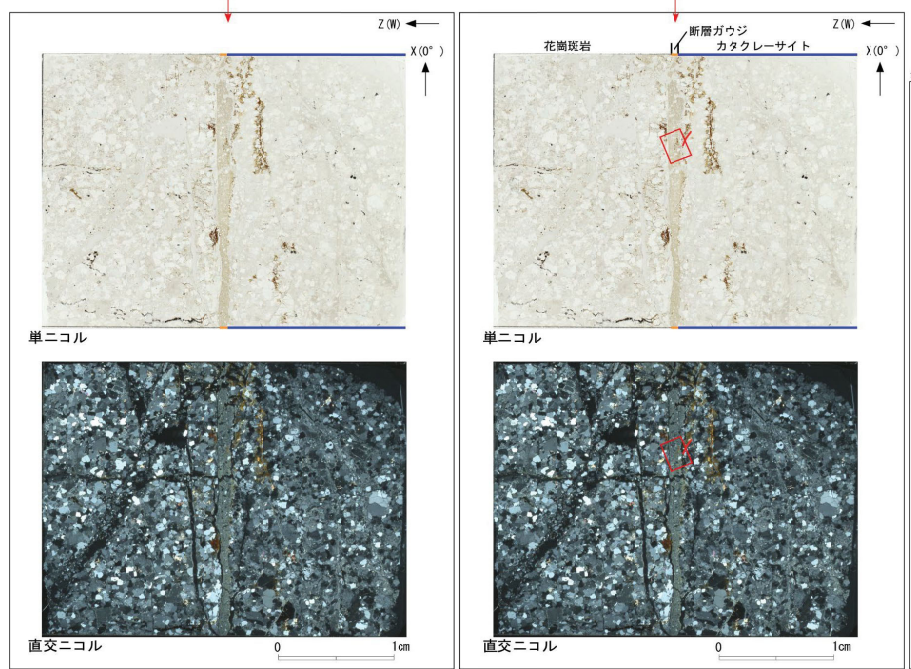 Z(W)
X(0°)
単ニコル
直交ニコル
0 1cm
Z(W)
断層ガウジ
花崗斑岩 カタクレーサイト
(0°)
単ニコル
直交ニコル
0 1cm